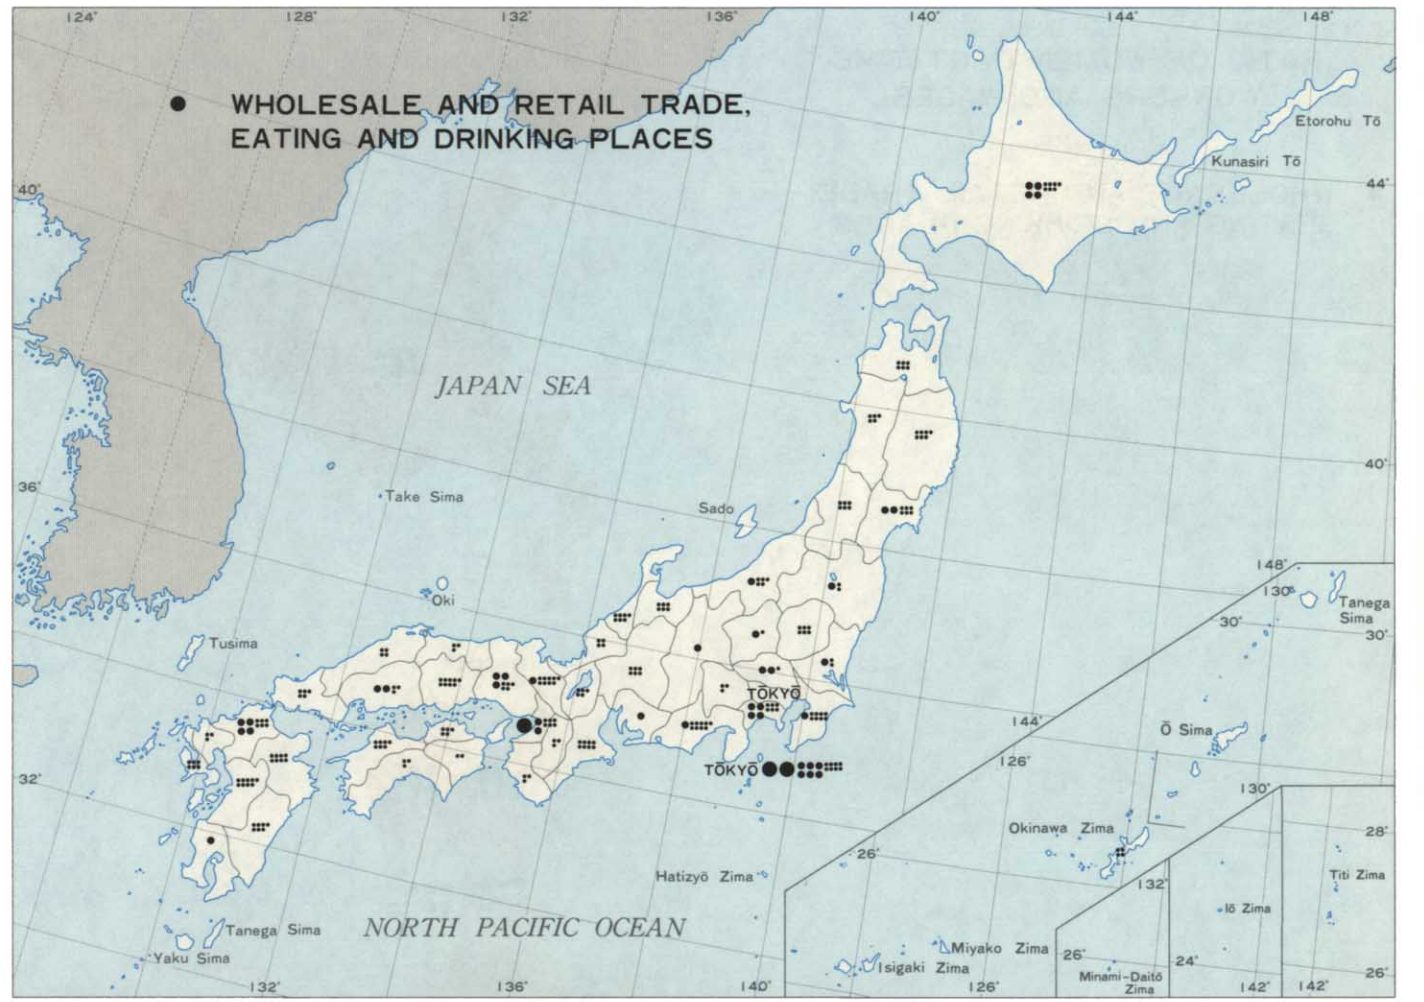 124° 128° 132° 136° 140° 144° 148°
WHOLESALE AND RETAIL TRADE,
EATING AND DRINKING PLACES
Etorohu Tō
Kunasiri Tō
40°
44°
JAPAN SEA
40°
36°
Take Sima
Sado
148°
130°
Oki
Tanega
Sima
30°
30°
Tusima
TŌKYŌ
144°
Ō Sima
126°
TŌKYŌ
32°
130°
Okinawa Zima
28°
26°
Hatizyō Zima
132°
Titi Zima
Iō Zima
Tanega Sima
NORTH PACIFIC OCEAN
Yaku Sima
Miyako Zima
26°
24°
Isigaki Zima
Minami-Daitō
Zima
26°
132° 136° 140° 126° 142° 142°